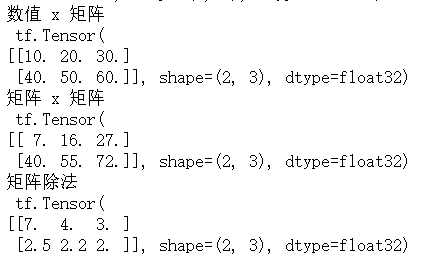 数值 x 矩阵
tf.Tensor(
[[10. 20. 30.]
[40. 50. 60.]], shape=(2, 3), dtype=float32)
矩阵 x 矩阵
tf.Tensor(
[[ 7. 16. 27.]
[40. 55. 72.]], shape=(2, 3), dtype=float32)
矩阵除法
tf.Tensor(
[[7.  4.  3. ]
[2.5 2.2 2. ]], shape=(2, 3), dtype=float32)